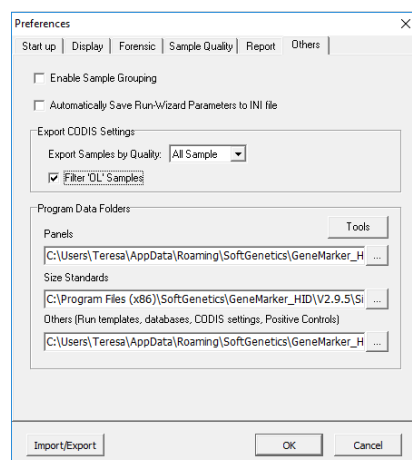 Preferences
Start up Display Forensic Sample Quality Report Others
Enable Sample Grouping
Automatically Save Run-Wizard Parameters to INI file
Export CODIS Settings
Export Samples by Quality: All Sample
Filter 'OL' Samples
Program Data Folders
Tools
Panels
C:\Users\Teresa\AppData\Roaming\SoftGenetics\GeneMarker_H ...
Size Standards
C:\Program Files (x86)\SoftGenetics\GeneMarker_HID\V2.9.5\Si ...
Others (Run templates, databases, CODIS settings, Positive Controls)
C:\Users\Teresa\AppData\Roaming\SoftGenetics\GeneMarker_H ...
Import/Export OK Cancel